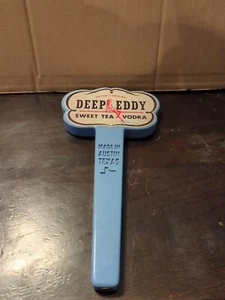 DEEP EDDY
SWEET TEA VODKA
MADE IN
AUSTIN
TEXAS